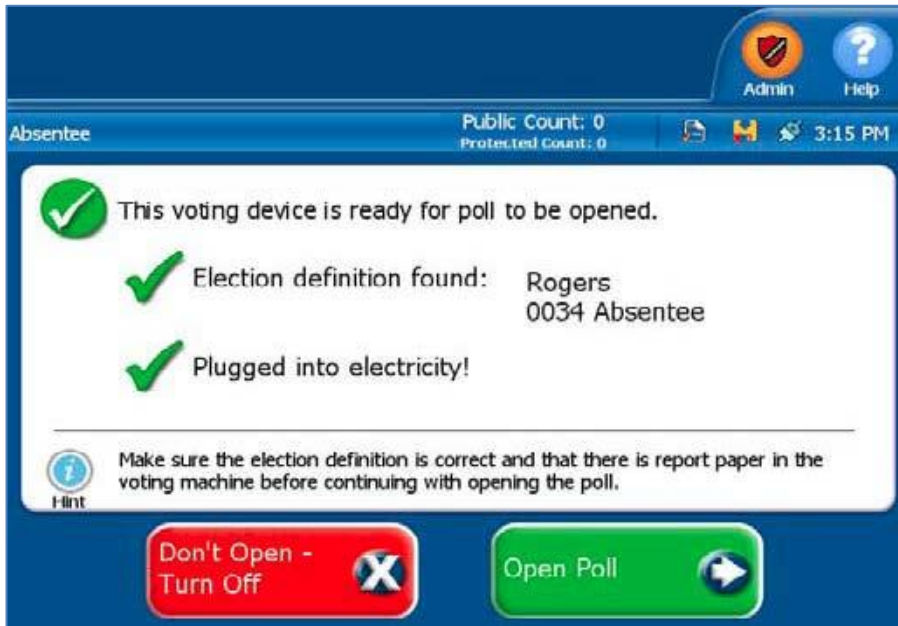 Admin
Help
Absentee
Public Count: 0
Protected Count: 0
3:15 PM
This voting device is ready for poll to be opened.
Election definition found:
Rogers
0034 Absentee
Plugged into electricity!
Hint
Make sure the election definition is correct and that there is report paper in the
voting machine before continuing with opening the poll.
Don't Open -
Turn Off
Open Poll